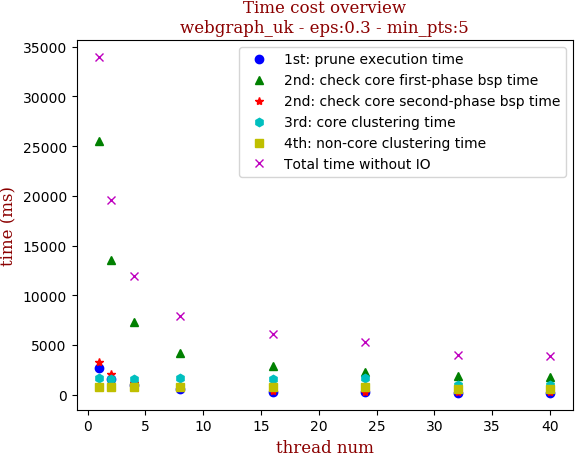 Time cost overview
webgraph_uk - eps:0.3 - min_pts:5
35000
30000
25000
20000
15000
10000
5000
0
time (ms)
1st: prune execution time
2nd: check core first-phase bsp time
2nd: check core second-phase bsp time
3rd: core clustering time
4th: non-core clustering time
Total time without IO
0 5 10 15 20 25 30 35 40
thread num